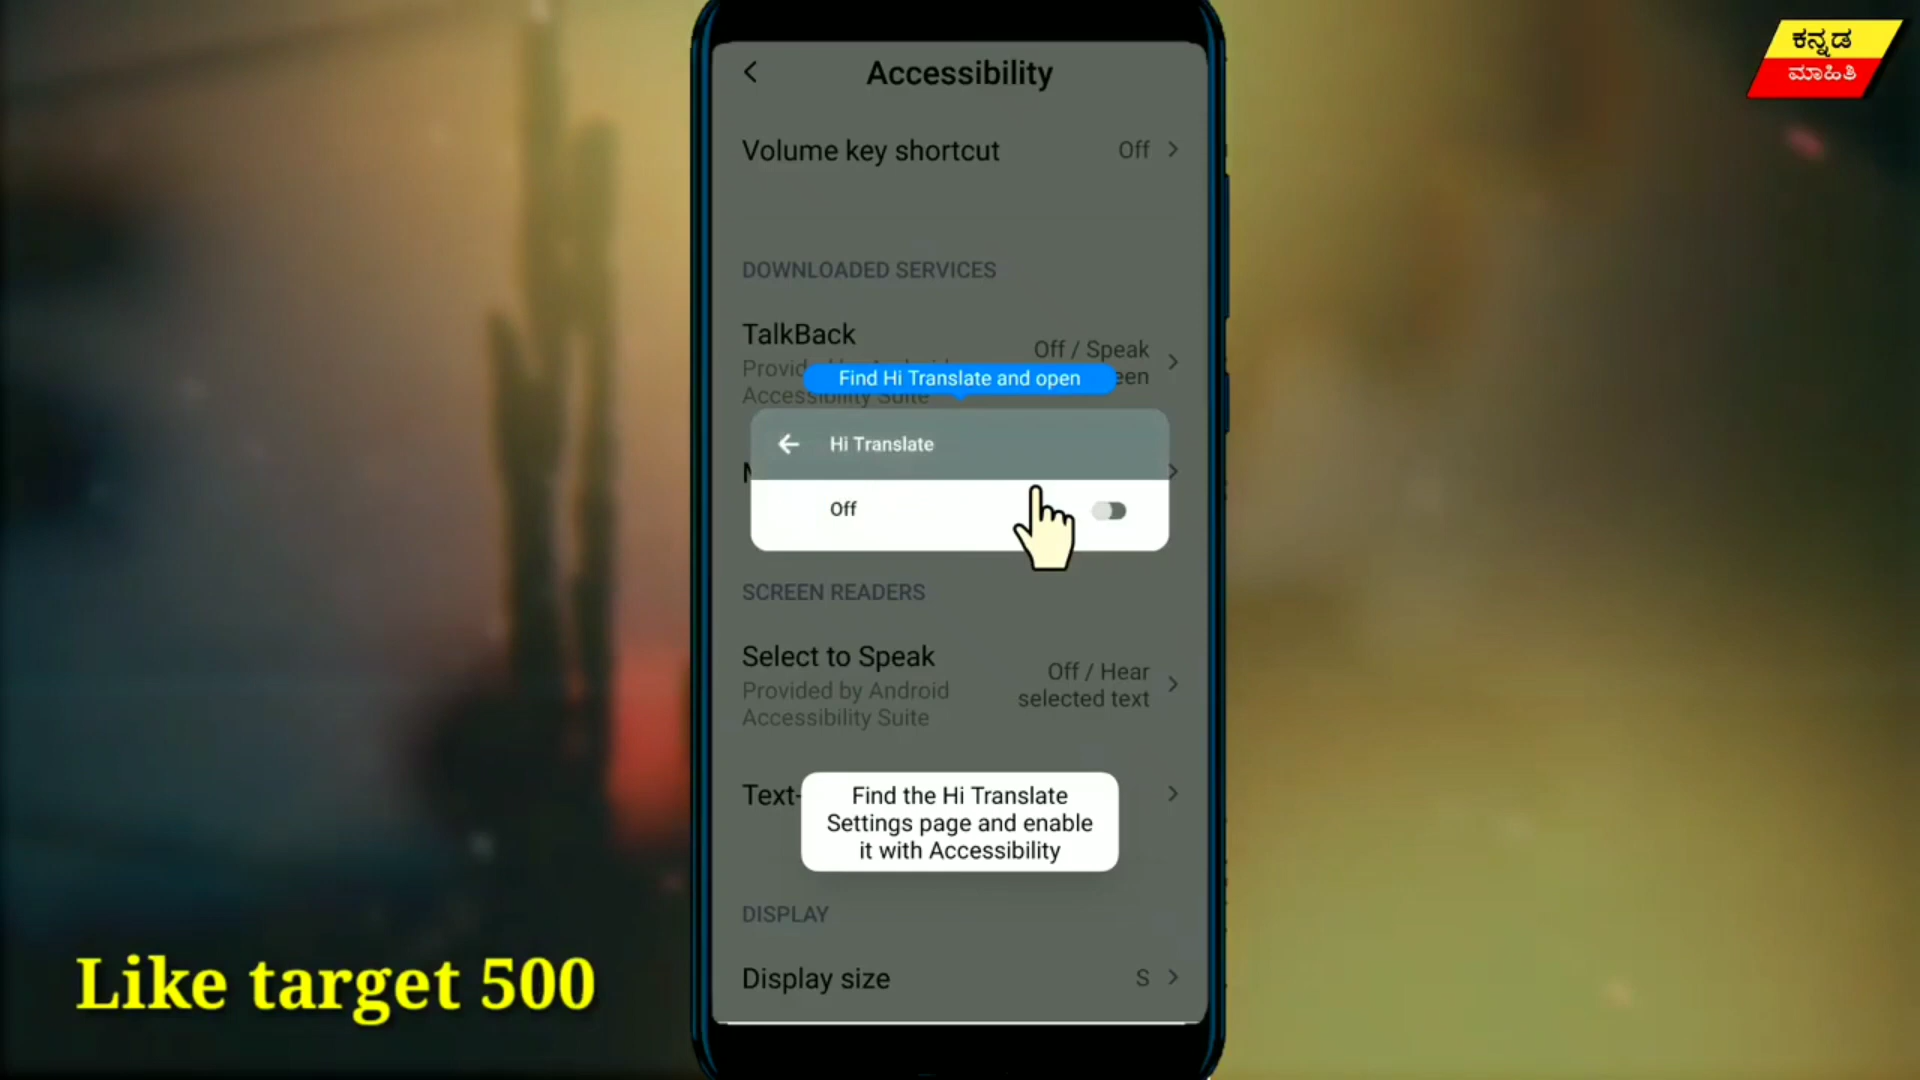 ಕನ್ನಡ
ಮಾಹಿತಿ
Accessibility
Volume key shortcut Off
DOWNLOADED SERVICES
TalkBack
Off / Speak
Find Hi Translate and open
Accessibility Suite
Hi Translate
Off
SCREEN READERS
Select to Speak
Off / Hear
selected text
Provided by Android
Accessibility Suite
Text-
Find the Hi Translate
Settings page and enable
it with Accessibility
DISPLAY
Display size S
Like target 500